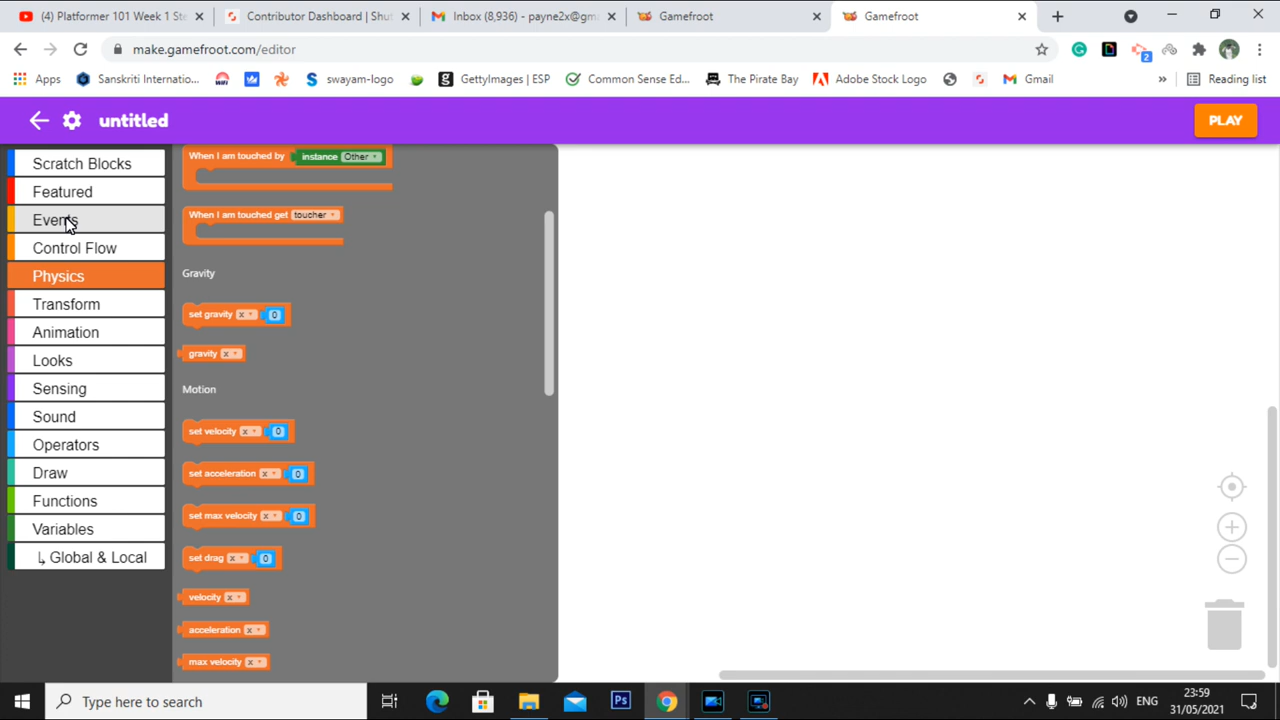 (4) Platformer 101 Week 1 Ste
Contributor Dashboard | Shut
Inbox (8,936) - payne2x@gm
Gamefroot
Gamefroot
make.gamefroot.com/editor
2
Apps
Sanskriti Internatio...
swayam-logo
GettyImages | ESP
Common Sense Ed...
The Pirate Bay
Adobe Stock Logo
Gmail
»
Reading list
untitled
PLAY
Scratch Blocks
Featured
Events
Control Flow
Physics
Transform
Animation
Looks
Sensing
Sound
Operators
Draw
Functions
Variables
↳ Global & Local
When I am touched by instance Other
When I am touched get toucher
Gravity
set gravity x 0
gravity x
Motion
set velocity x 0
set acceleration x 0
set max velocity x 0
set drag x 0
velocity x
acceleration x
max velocity x
Type here to search
Ps
ENG
23:59
31/05/2021